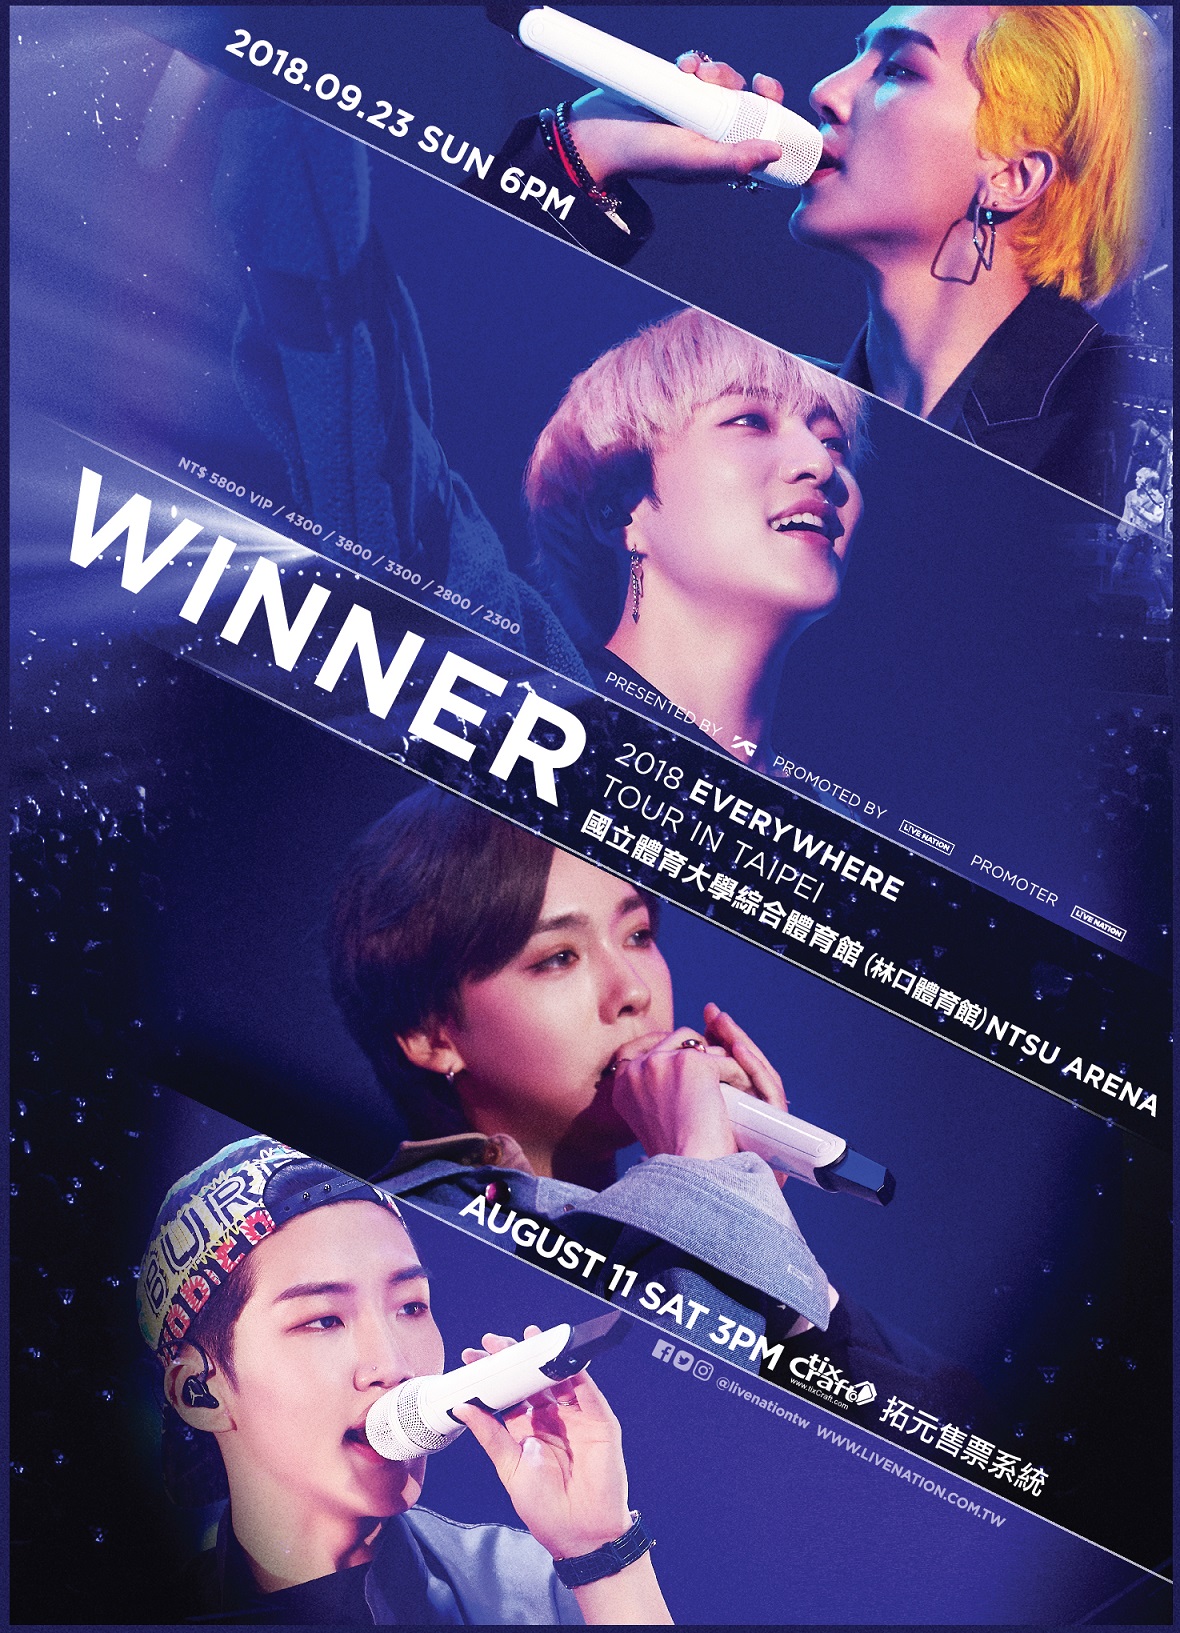 2018.09.23 SUN 6PM
NT$ 5800 VIP / 4300 / 3800 / 3300 / 2800 / 2300
WINNER
PRESENTED BY YG PROMOTED BY LIVE NATION PROMOTER LIVE NATION
2018 EVERYWHERE
TOUR IN TAIPEI
國立體育大學綜合體育館 (林口體育館) NTSU ARENA
BUR
AUGUST 11 SAT 3PM tixCraft 拓元售票系統
www.tixCraft.com
@livenationtw WWW.LIVENATION.COM.TW